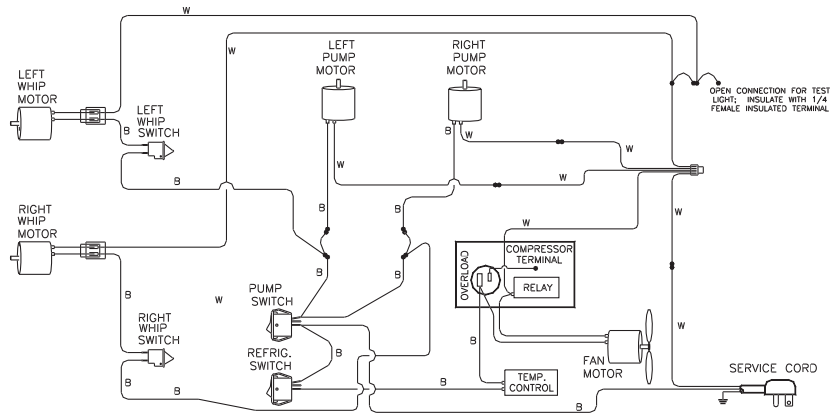 W
W
LEFT
WHIP
MOTOR
LEFT
WHIP
SWITCH
B
B
LEFT
PUMP
MOTOR
RIGHT
PUMP
MOTOR
OPEN CONNECTION FOR TEST
LIGHT; INSULATE WITH 1/4
FEMALE INSULATED TERMINAL
B
W
W
W
W
B
B
W
W
RIGHT
WHIP
MOTOR
B
W
RIGHT
WHIP
SWITCH
B
B
PUMP
SWITCH
B
B
REFRIG.
SWITCH
B
B
OVERLOAD
COMPRESSOR
TERMINAL
RELAY
B
TEMP.
CONTROL
FAN
MOTOR
W
SERVICE CORD
B